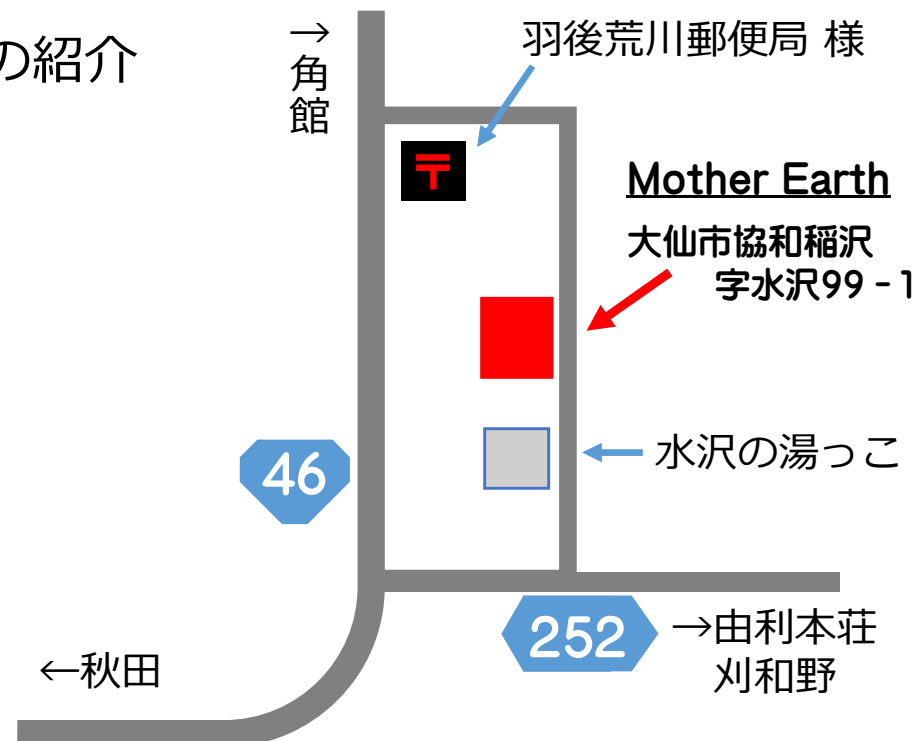 の紹介
→角館
羽後荒川郵便局 様
〒
Mother Earth
大仙市協和稲沢
字水沢99-1
46
水沢の湯っこ
252
→由利本荘
刈和野
←秋田